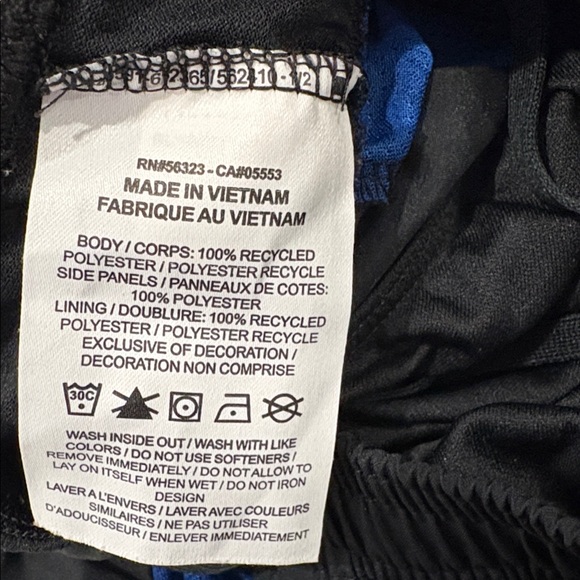 RN#56323 - CA#05553
MADE IN VIETNAM
FABRIQUE AU VIETNAM
BODY / CORPS: 100% RECYCLED
POLYESTER / POLYESTER RECYCLE
SIDE PANELS / PANNEAUX DE COTES:
100% POLYESTER
LINING / DOUBLURE: 100% RECYCLED
POLYESTER / POLYESTER RECYCLE
EXCLUSIVE OF DECORATION /
DECORATION NON COMPRISE
30C
WASH INSIDE OUT / WASH WITH LIKE
COLORS / DO NOT USE SOFTENERS /
REMOVE IMMEDIATELY / DO NOT ALLOW TO
LAY ON ITSELF WHEN WET / DO NOT IRON
DESIGN
LAVER A L'ENVERS / LAVER AVEC COULEURS
SIMILAIRES / NE PAS UTILISER
D'ADOUCISSEUR / ENLEVER IMMEDIATEMENT